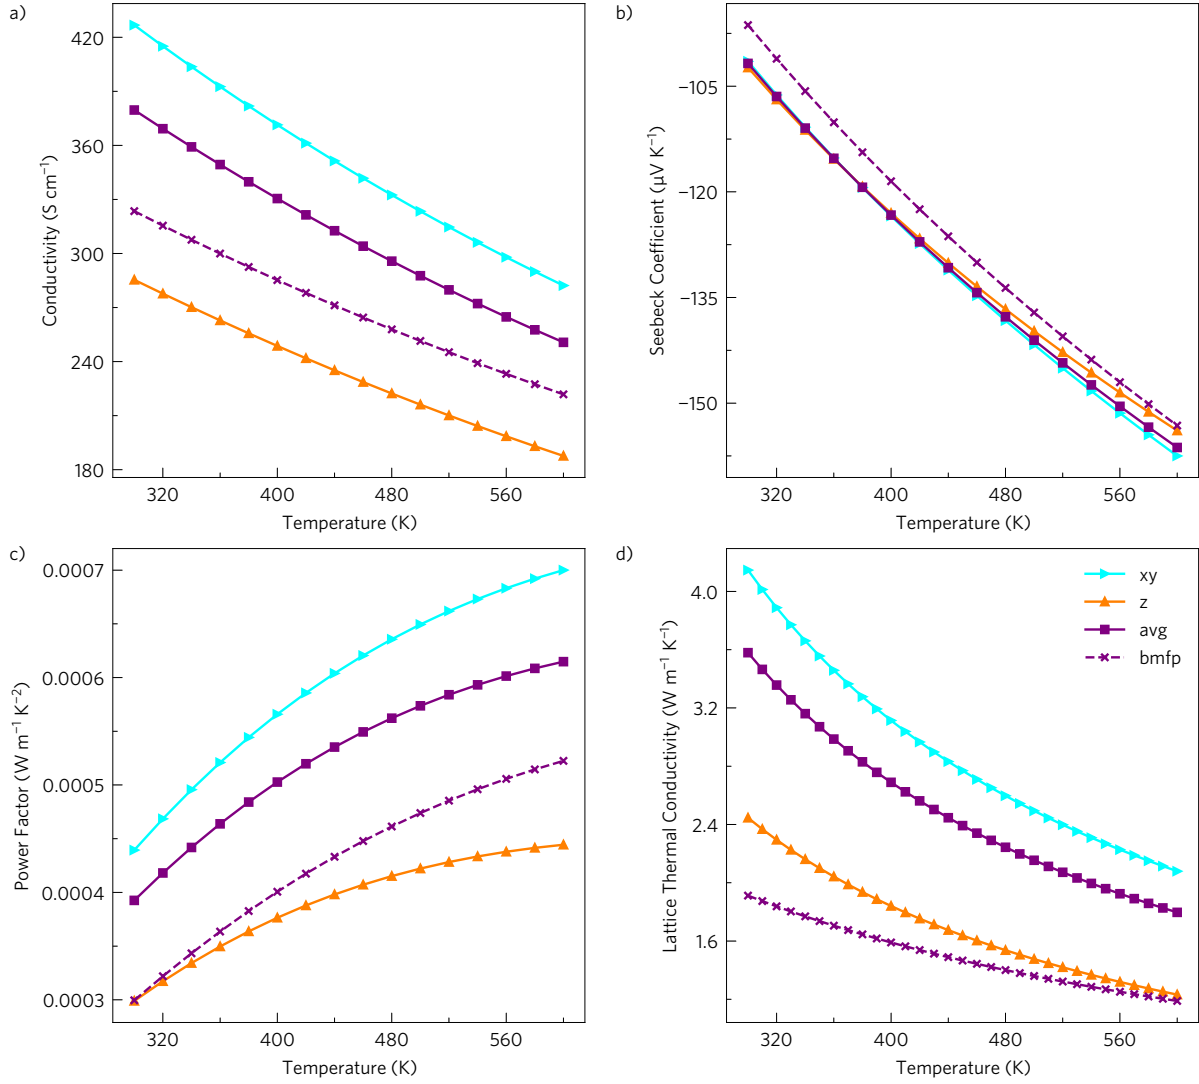 a)
420
360
300
240
180
Conductivity (S cm⁻¹)
320 400 480 560
Temperature (K)
b)
−105
−120
−135
−150
Seebeck Coefficient (μV K⁻¹)
320 400 480 560
Temperature (K)
c)
0.0007
0.0006
0.0005
0.0004
0.0003
Power Factor (W m⁻¹ K⁻²)
320 400 480 560
Temperature (K)
d)
4.0
3.2
2.4
1.6
Lattice Thermal Conductivity (W m⁻¹ K⁻¹)
xy
z
avg
bmfp
320 400 480 560
Temperature (K)